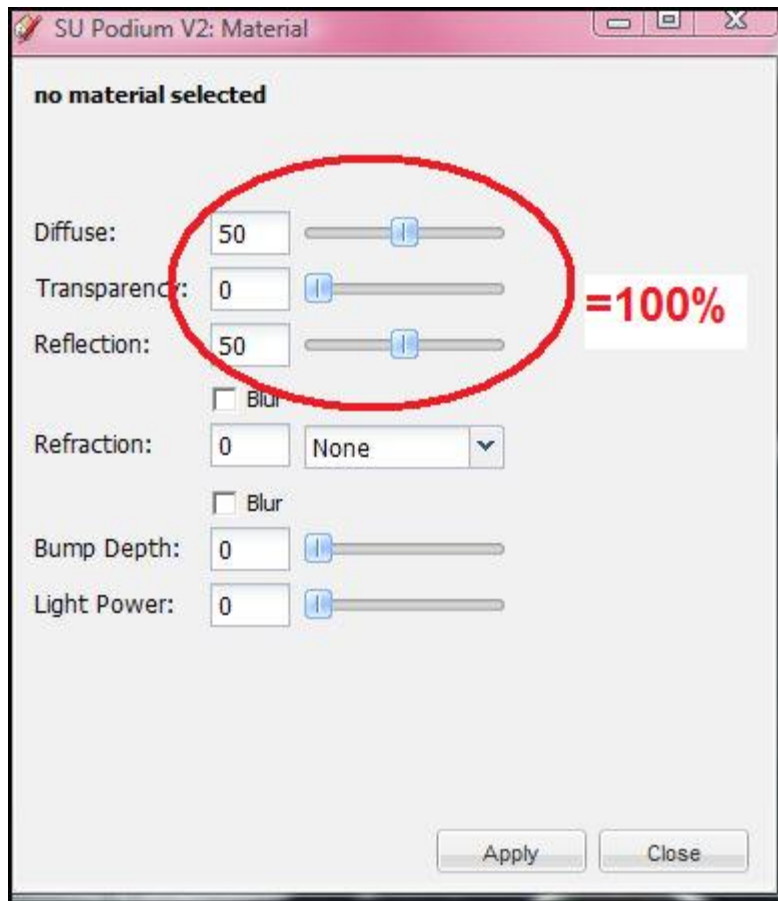 SU Podium V2: Material
no material selected
Diffuse: 50
Transparency: 0
=100%
Reflection: 50
Blur
Refraction: 0 None
Blur
Bump Depth: 0
Light Power: 0
Apply Close